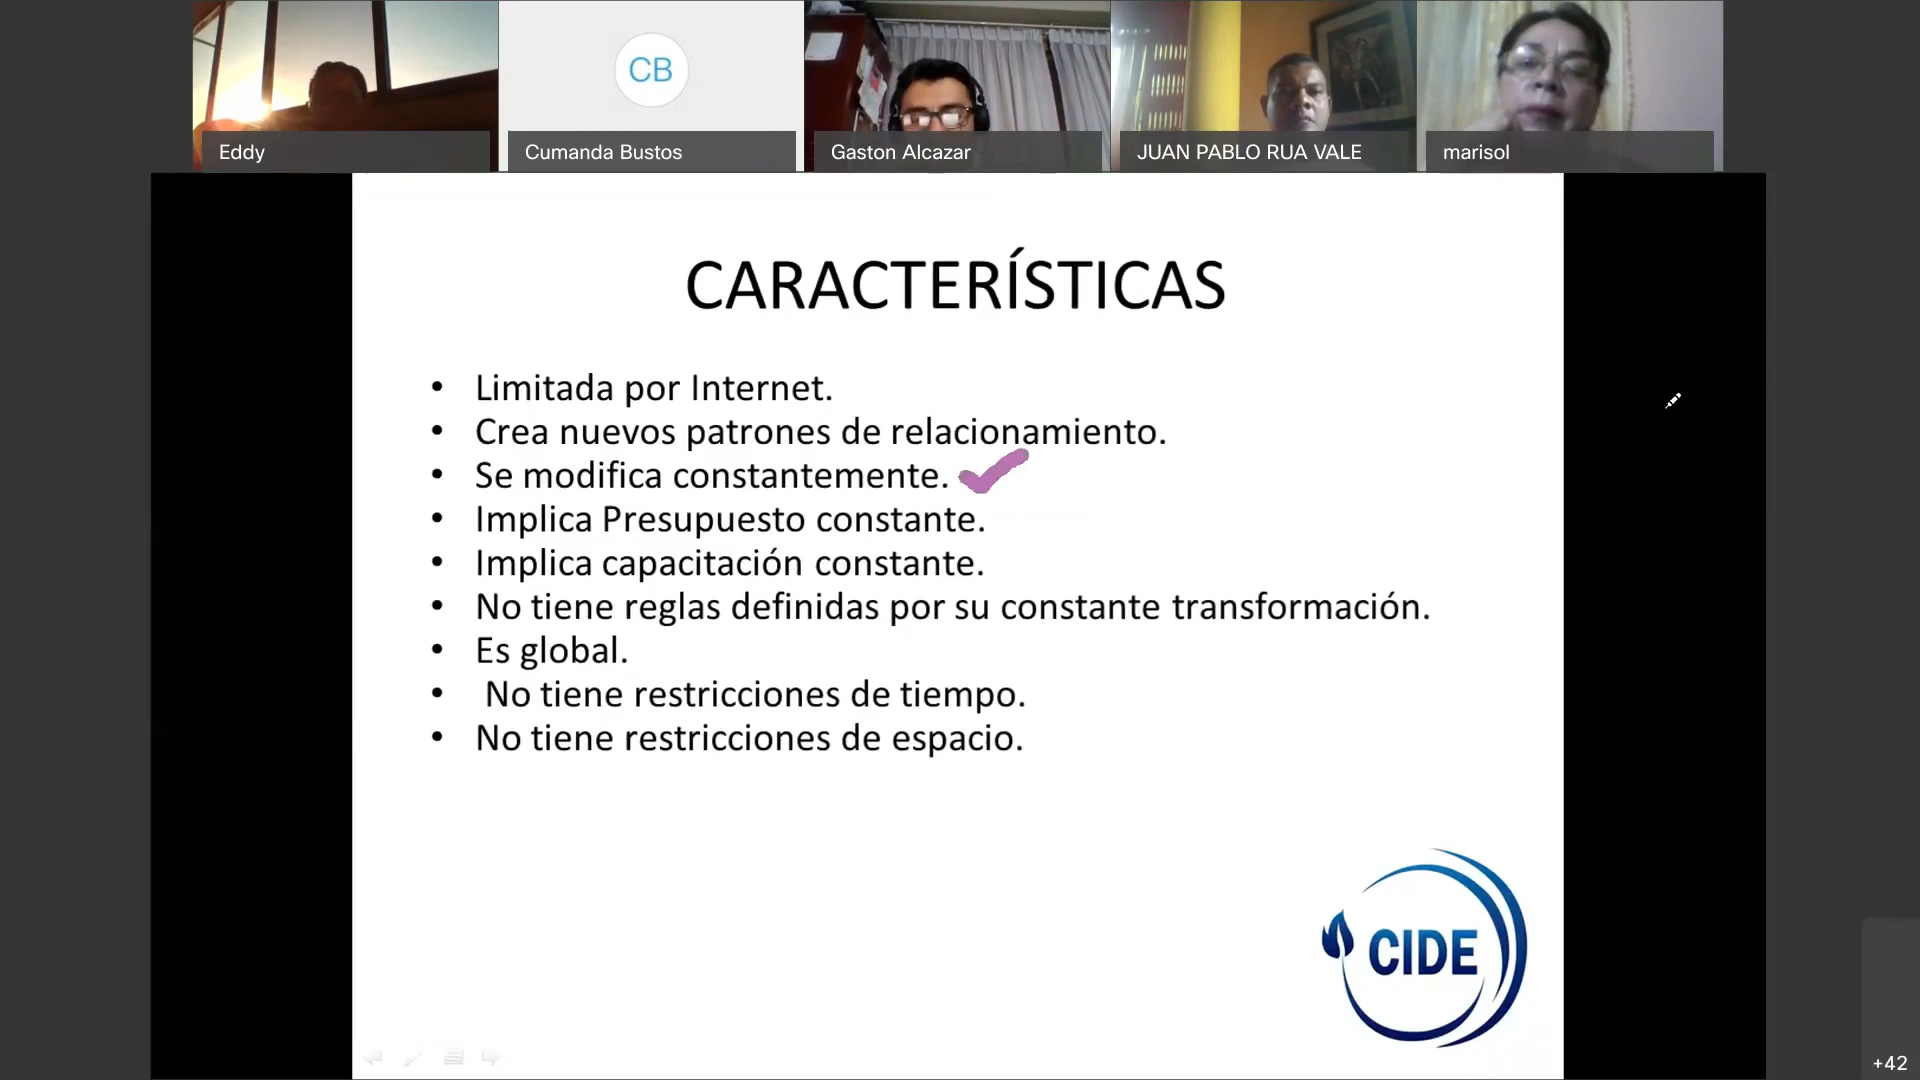 CB
Eddy
Cumanda Bustos
Gaston Alcazar
JUAN PABLO RUA VALE
marisol
CARACTERÍSTICAS
• Limitada por Internet.
• Crea nuevos patrones de relacionamiento.
• Se modifica constantemente.
• Implica Presupuesto constante.
• Implica capacitación constante.
• No tiene reglas definidas por su constante transformación.
• Es global.
• No tiene restricciones de tiempo.
• No tiene restricciones de espacio.
CIDE
+42